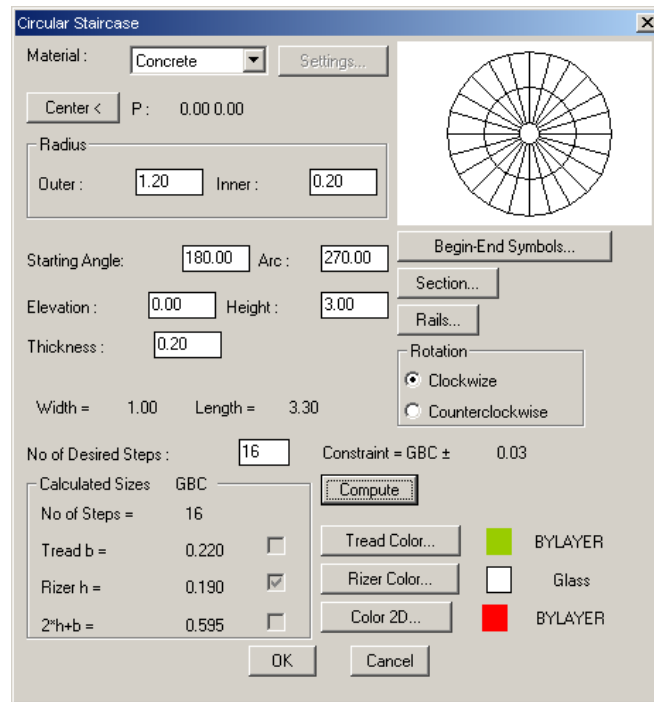 Circular Staircase
Material : Concrete Settings...
Center < P : 0.00 0.00
Radius
Outer : 1.20 Inner : 0.20
Starting Angle: 180.00 Arc : 270.00
Begin-End Symbols...
Section...
Elevation : 0.00 Height : 3.00
Rails...
Thickness : 0.20
Rotation
Clockwize
Counterclockwise
Width = 1.00 Length = 3.30
No of Desired Steps : 16 Constraint = GBC ± 0.03
Calculated Sizes GBC
Compute
No of Steps = 16
Tread b = 0.220
Tread Color... BYLAYER
Rizer h = 0.190
Rizer Color... Glass
2*h+b = 0.595
Color 2D... BYLAYER
OK Cancel